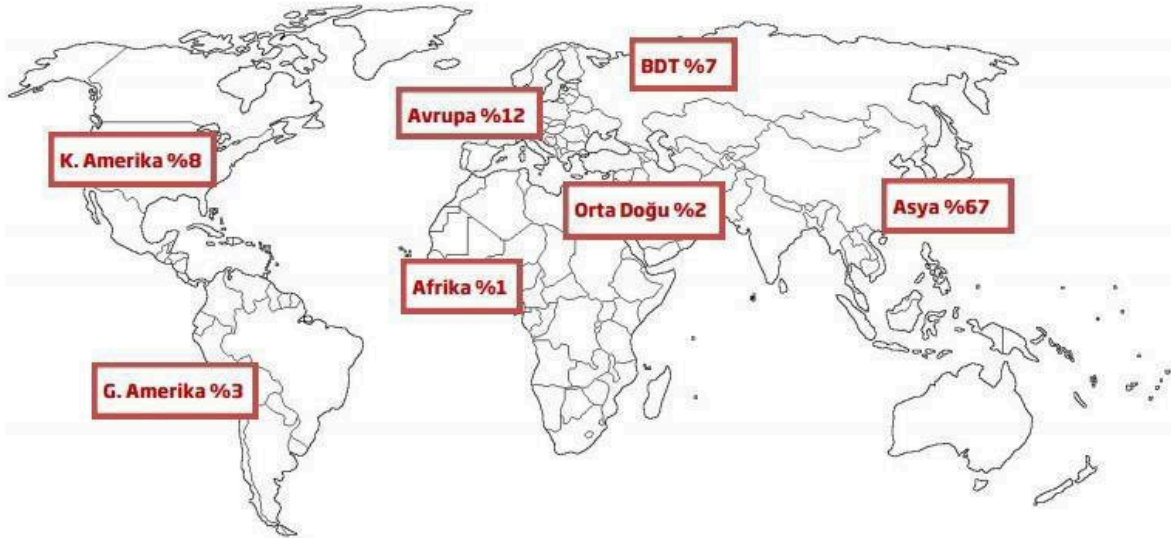 BDT %7
Avrupa %12
K. Amerika %8
Orta Doğu %2
Asya %67
Afrika %1
G. Amerika %3